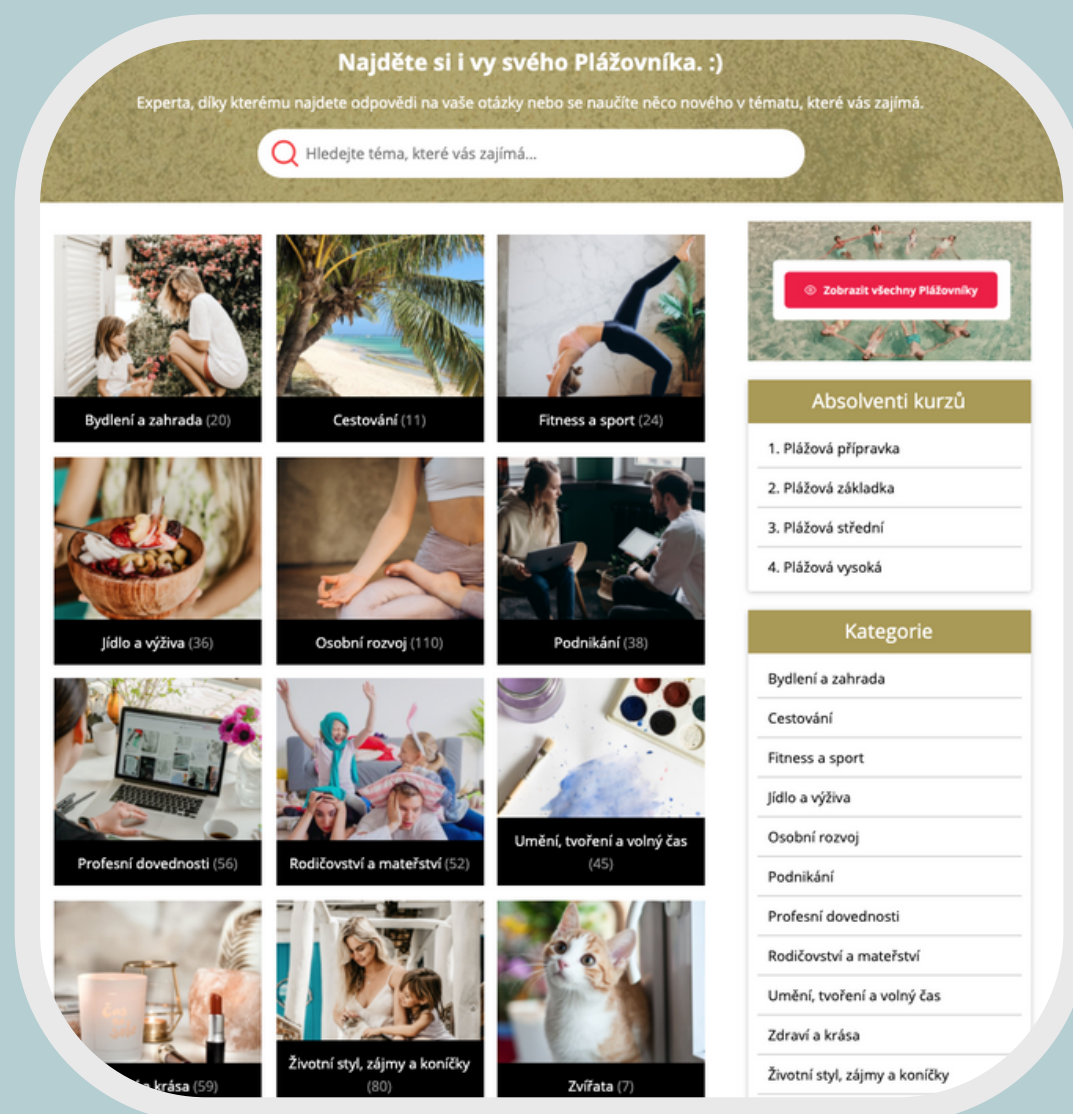 Najděte si i vy svého Plážovníka. :)
Experta, díky kterému najdete odpovědi na vaše otázky nebo se naučíte něco nového v tématu, které vás zajímá.
Hledejte téma, které vás zajímá...
Bydlení a zahrada (20)
Cestování (11)
Fitness a sport (24)
Jídlo a výživa (36)
Osobní rozvoj (110)
Podnikání (38)
Profesní dovednosti (56)
Rodičovství a mateřství (52)
Umění, tvoření a volný čas
(45)
čas
a krása (59)
Životní styl, zájmy a koníčky
(80)
Zvířata (7)
Zobrazit všechny Plážovníky
Absolventi kurzů
1. Plážová přípravka
2. Plážová základka
3. Plážová střední
4. Plážová vysoká
Kategorie
Bydlení a zahrada
Cestování
Fitness a sport
Jídlo a výživa
Osobní rozvoj
Podnikání
Profesní dovednosti
Rodičovství a mateřství
Umění, tvoření a volný čas
Zdraví a krása
Životní styl, zájmy a koníčky